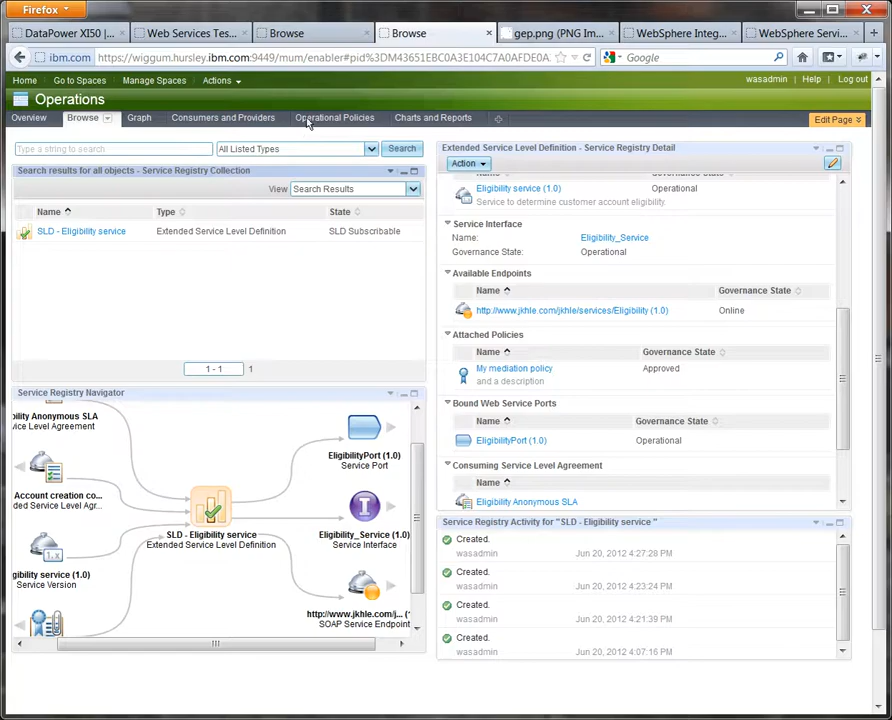 Firefox
DataPower XI50 |...
Web Services Tes...
Browse
Browse
gep.png (PNG Im...
WebSphere Integ...
WebSphere Servi...
ibm.com
https://wiggum.hursley.ibm.com:9449/mum/enabler#pid%3DM43651EBC0A3E104C7A0AFDE0A
Google
Home
Go to Spaces
Manage Spaces
Actions
wasadmin
Help
Log out
Operations
Overview
Browse
Graph
Consumers and Providers
Operational Policies
Charts and Reports
Edit Page
Type a string to search
All Listed Types
Search
Search results for all objects - Service Registry Collection
View
Search Results
Name
Type
State
SLD - Eligibility service
Extended Service Level Definition
SLD Subscribable
1 - 1
1
Service Registry Navigator
bility Anonymous SLA
vice Level Agreement
Account creation co...
ded Service Level Agr...
1.x
gibility service (1.0)
Service Version
SLD - Eligibility service
Extended Service Level Definition
EligibilityPort (1.0)
Service Port
I
Eligibility_Service (1.0)
Service Interface
http://www.jkhle.com/j... (1
SOAP Service Endpoint
Extended Service Level Definition - Service Registry Detail
Action
Eligibility service (1.0)
Operational
Service to determine customer account eligibility.
Service Interface
Name:
Eligibility_Service
Governance State:
Operational
Available Endpoints
Name
Governance State
http://www.jkhle.com/jkhle/services/Eligibility (1.0)
Online
Attached Policies
Name
Governance State
My mediation policy
Approved
and a description
Bound Web Service Ports
Name
Governance State
EligibilityPort (1.0)
Operational
Consuming Service Level Agreement
Name
Eligibility Anonymous SLA
Service Registry Activity for "SLD - Eligibility service "
Created.
wasadmin
Jun 20, 2012 4:27:28 PM
Created.
wasadmin
Jun 20, 2012 4:23:24 PM
Created.
wasadmin
Jun 20, 2012 4:21:39 PM
Created.
wasadmin
Jun 20, 2012 4:07:16 PM